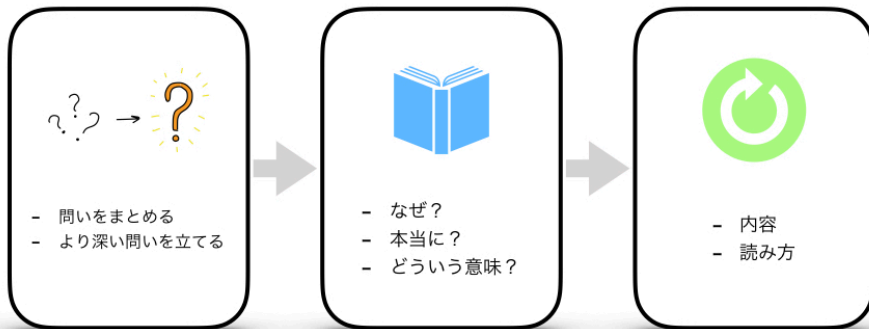 ? ? ? → ?
- 問いをまとめる
- より深い問いを立てる
- なぜ？
- 本当に？
- どういう意味？
- 内容
- 読み方